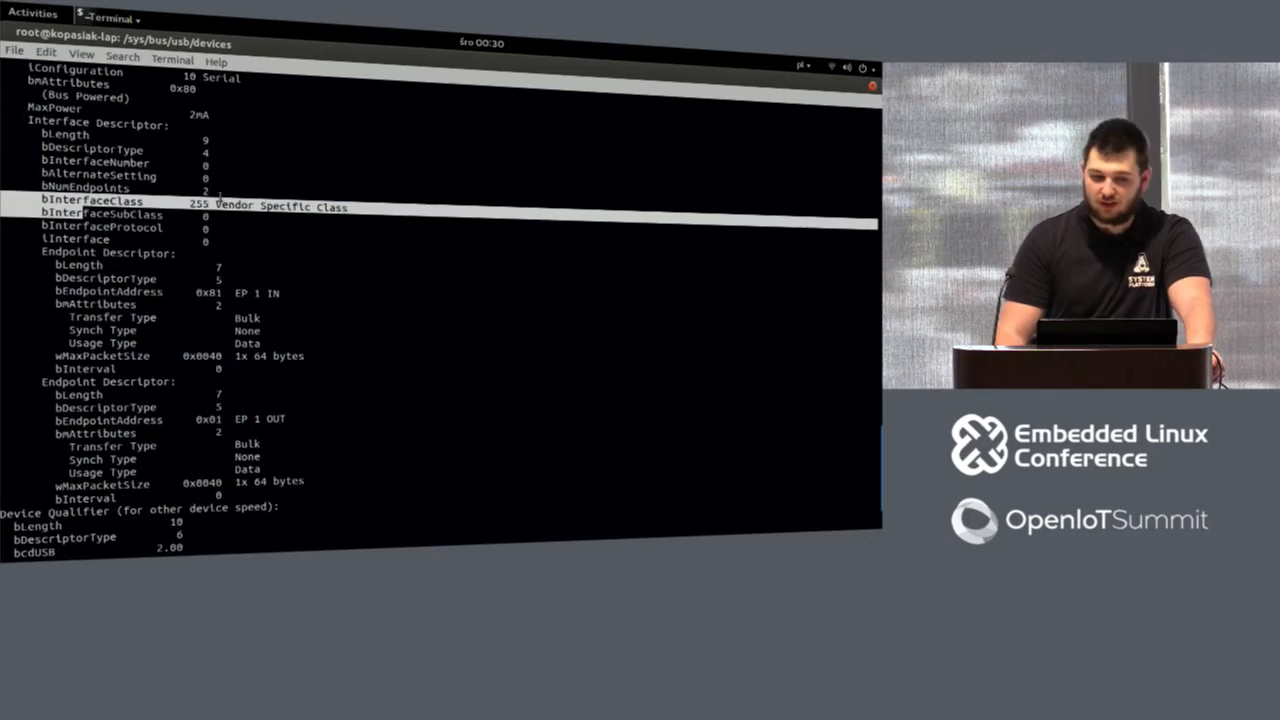 Activities
$_Terminal ▾
śro 00:30
pl ▾
root@kopasiak-lap: /sys/bus/usb/devices
File Edit View Search Terminal Help
iConfiguration 10 Serial
bmAttributes 0x80
(Bus Powered)
MaxPower 2mA
Interface Descriptor:
bLength 9
bDescriptorType 4
bInterfaceNumber 0
bAlternateSetting 0
bNumEndpoints 2
bInterfaceClass 255 Vendor Specific Class
bInterfaceSubClass 0
bInterfaceProtocol 0
iInterface 0
Endpoint Descriptor:
bLength 7
bDescriptorType 5
bEndpointAddress 0x81 EP 1 IN
bmAttributes 2
Transfer Type Bulk
Synch Type None
Usage Type Data
wMaxPacketSize 0x0040 1x 64 bytes
bInterval 0
Endpoint Descriptor:
bLength 7
bDescriptorType 5
bEndpointAddress 0x01 EP 1 OUT
bmAttributes 2
Transfer Type Bulk
Synch Type None
Usage Type Data
wMaxPacketSize 0x0040 1x 64 bytes
bInterval 0
Device Qualifier (for other device speed):
bLength 10
bDescriptorType 6
bcdUSB 2.00
SYSTEM
PLATFORM
Embedded Linux
Conference
OpenIoTSummit